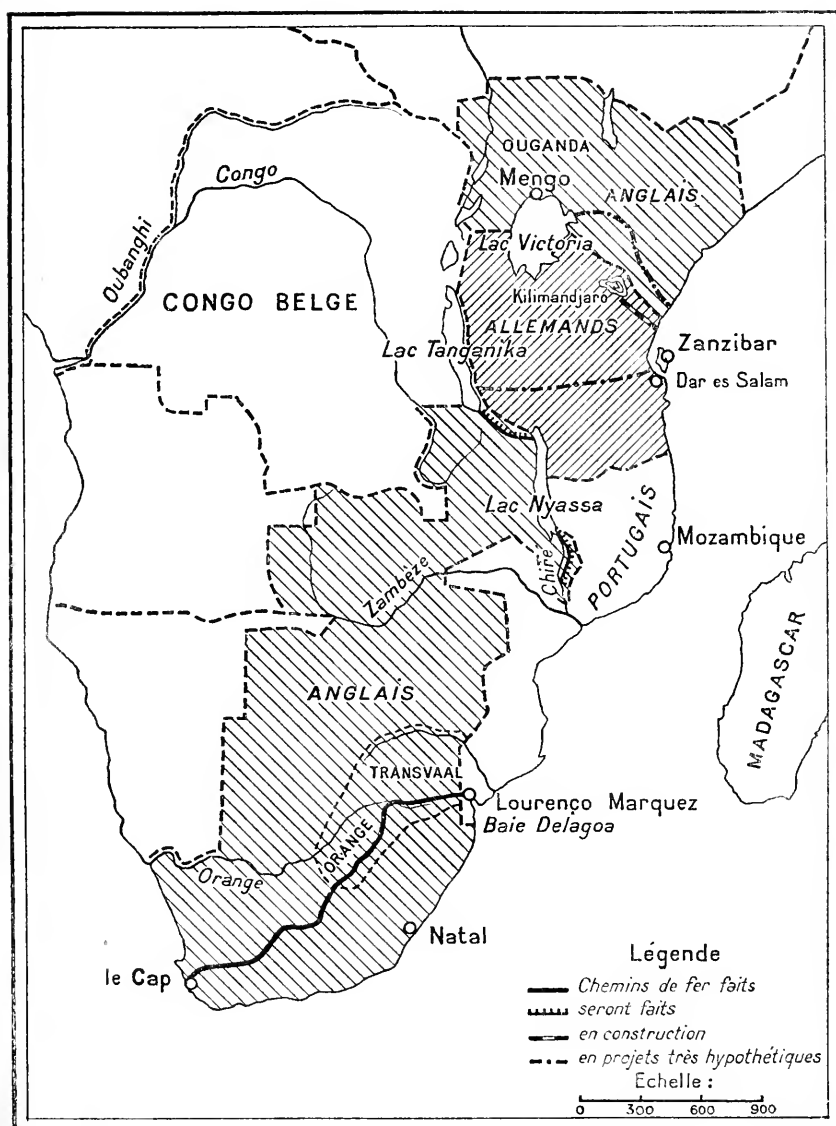 OUGANDA
Mengo
ANGLAIS
Congo
Oubanghi
Lac Victoria
CONGO BELGE
Kilimandjaro
ALLEMANDS
Lac Tanganika
Zanzibar
Dar es Salam
Lac Nyassa
PORTUGAIS
Mozambique
Chiré
Zambèze
MADAGASCAR
ANGLAIS
TRANSVAAL
Lourenço Marquez
Baie Delagoa
ORANGE
Orange
Natal
le Cap
Légende
Chemins de fer faits
seront faits
en construction
en projets très hypothétiques
Echelle :
0 300 600 900